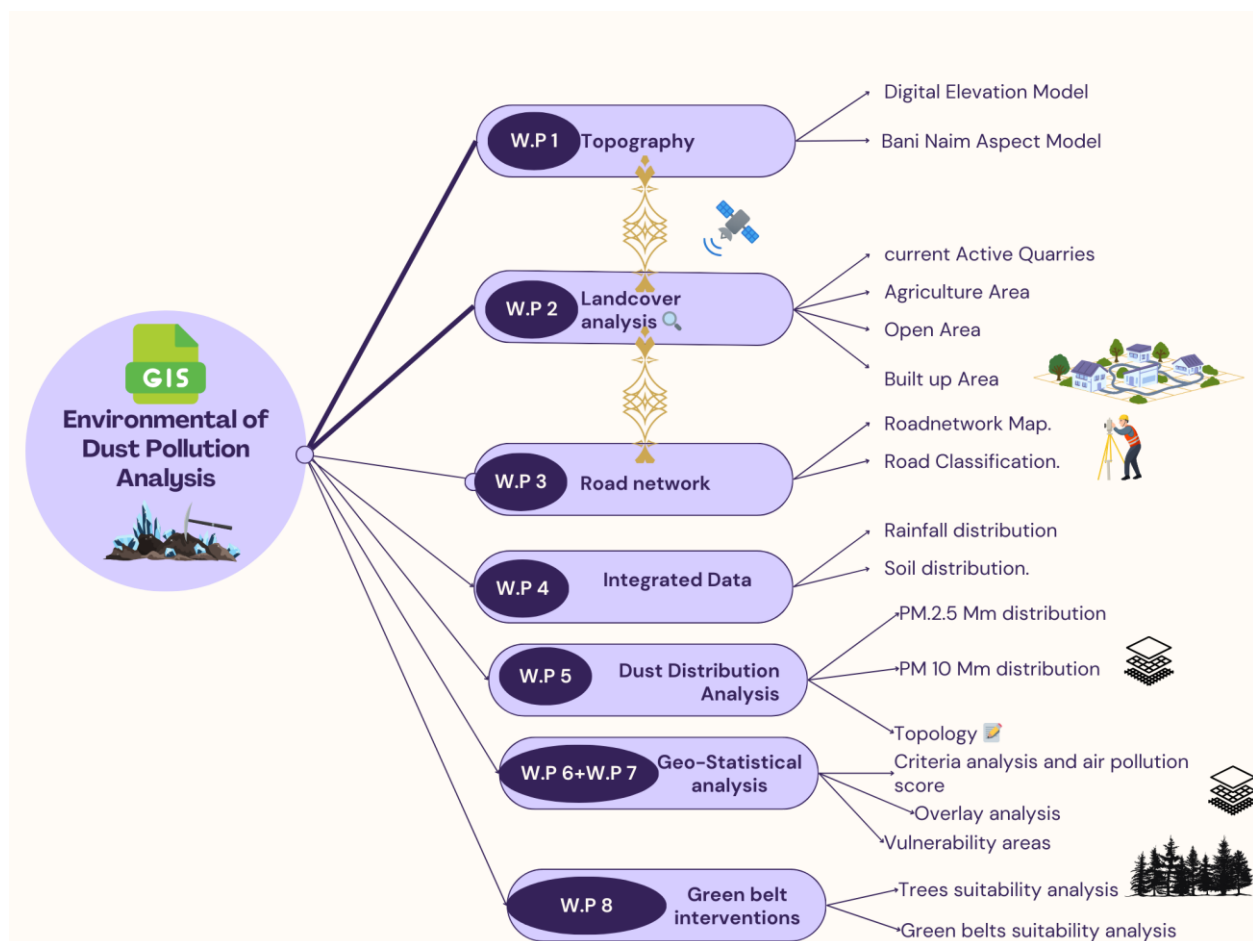 GIS
Environmental of
Dust Pollution
Analysis
W.P 1
Topography
Digital Elevation Model
Bani Naim Aspect Model
W.P 2
Landcover
analysis
current Active Quarries
Agriculture Area
Open Area
Built up Area
W.P 3
Road network
Roadnetwork Map.
Road Classification.
W.P 4
Integrated Data
Rainfall distribution
Soil distribution.
W.P 5
Dust Distribution
Analysis
PM.2.5 Mm distribution
PM 10 Mm distribution
Topology
W.P 6+W.P 7
Geo-Statistical
analysis
Criteria analysis and air pollution
score
Overlay analysis
Vulnerability areas
W.P 8
Green belt
interventions
Trees suitability analysis
Green belts suitability analysis